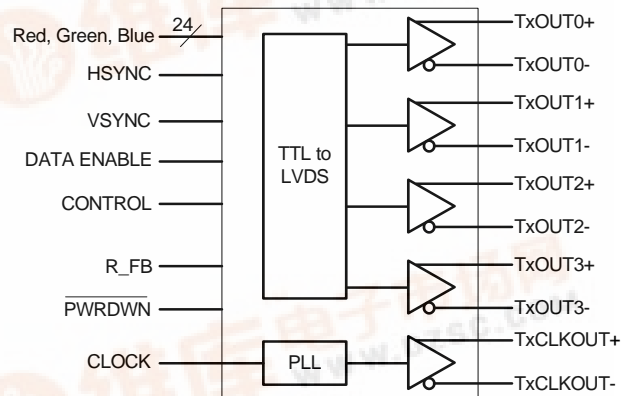 Red, Green, Blue
24
HSYNC
VSYNC
DATA ENABLE
CONTROL
R_FB
PWRDWN
CLOCK
TTL to
LVDS
PLL
TxOUT0+
TxOUT0-
TxOUT1+
TxOUT1-
TxOUT2+
TxOUT2-
TxOUT3+
TxOUT3-
TxCLKOUT+
TxCLKOUT-